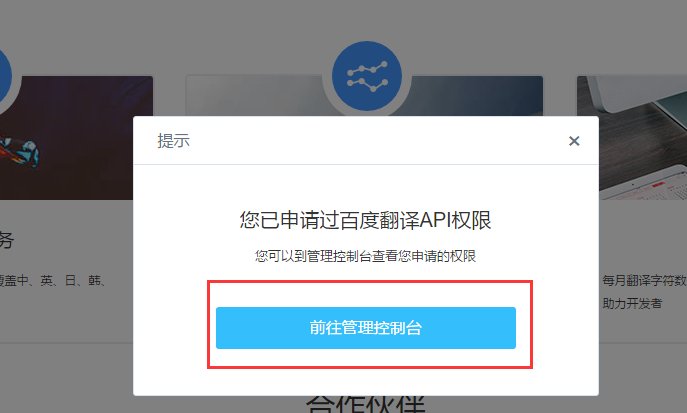 提示
×
您已申请过百度翻译API权限
您可以到管理控制台查看您申请的权限
前往管理控制台
务
覆盖中、英、日、韩、
每月翻译字符数
助力开发者
合作伙伴